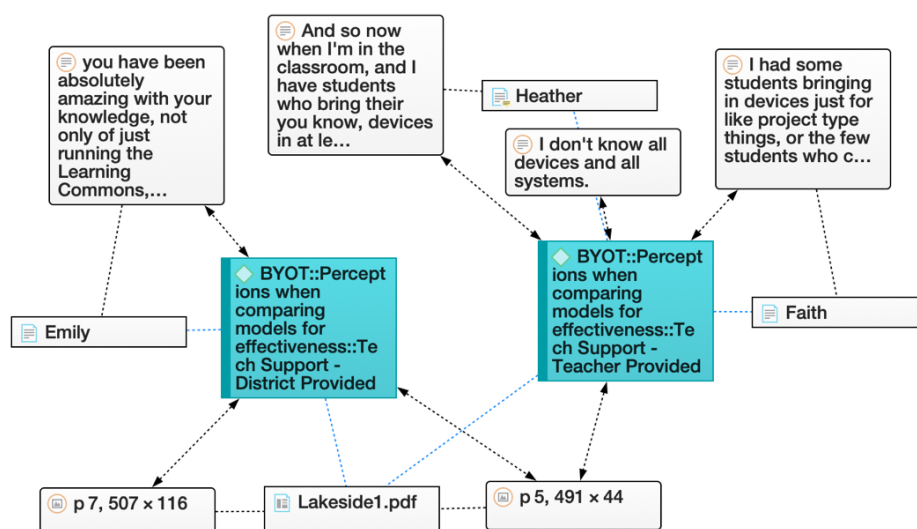 you have been
absolutely
amazing with your
knowledge, not
only of just
running the
Learning
Commons,...
And so now
when I'm in the
classroom, and I
have students
who bring their
you know, devices
in at le...
Heather
I don't know all
devices and all
systems.
I had some
students bringing
in devices just for
like project type
things, or the few
students who c...
BYOT::Percept
ions when
comparing
models for
effectiveness::Te
ch Support -
District Provided
BYOT::Percept
ions when
comparing
models for
effectiveness::Te
ch Support -
Teacher Provided
Emily
Faith
p 7, 507 × 116
Lakeside1.pdf
p 5, 491 × 44